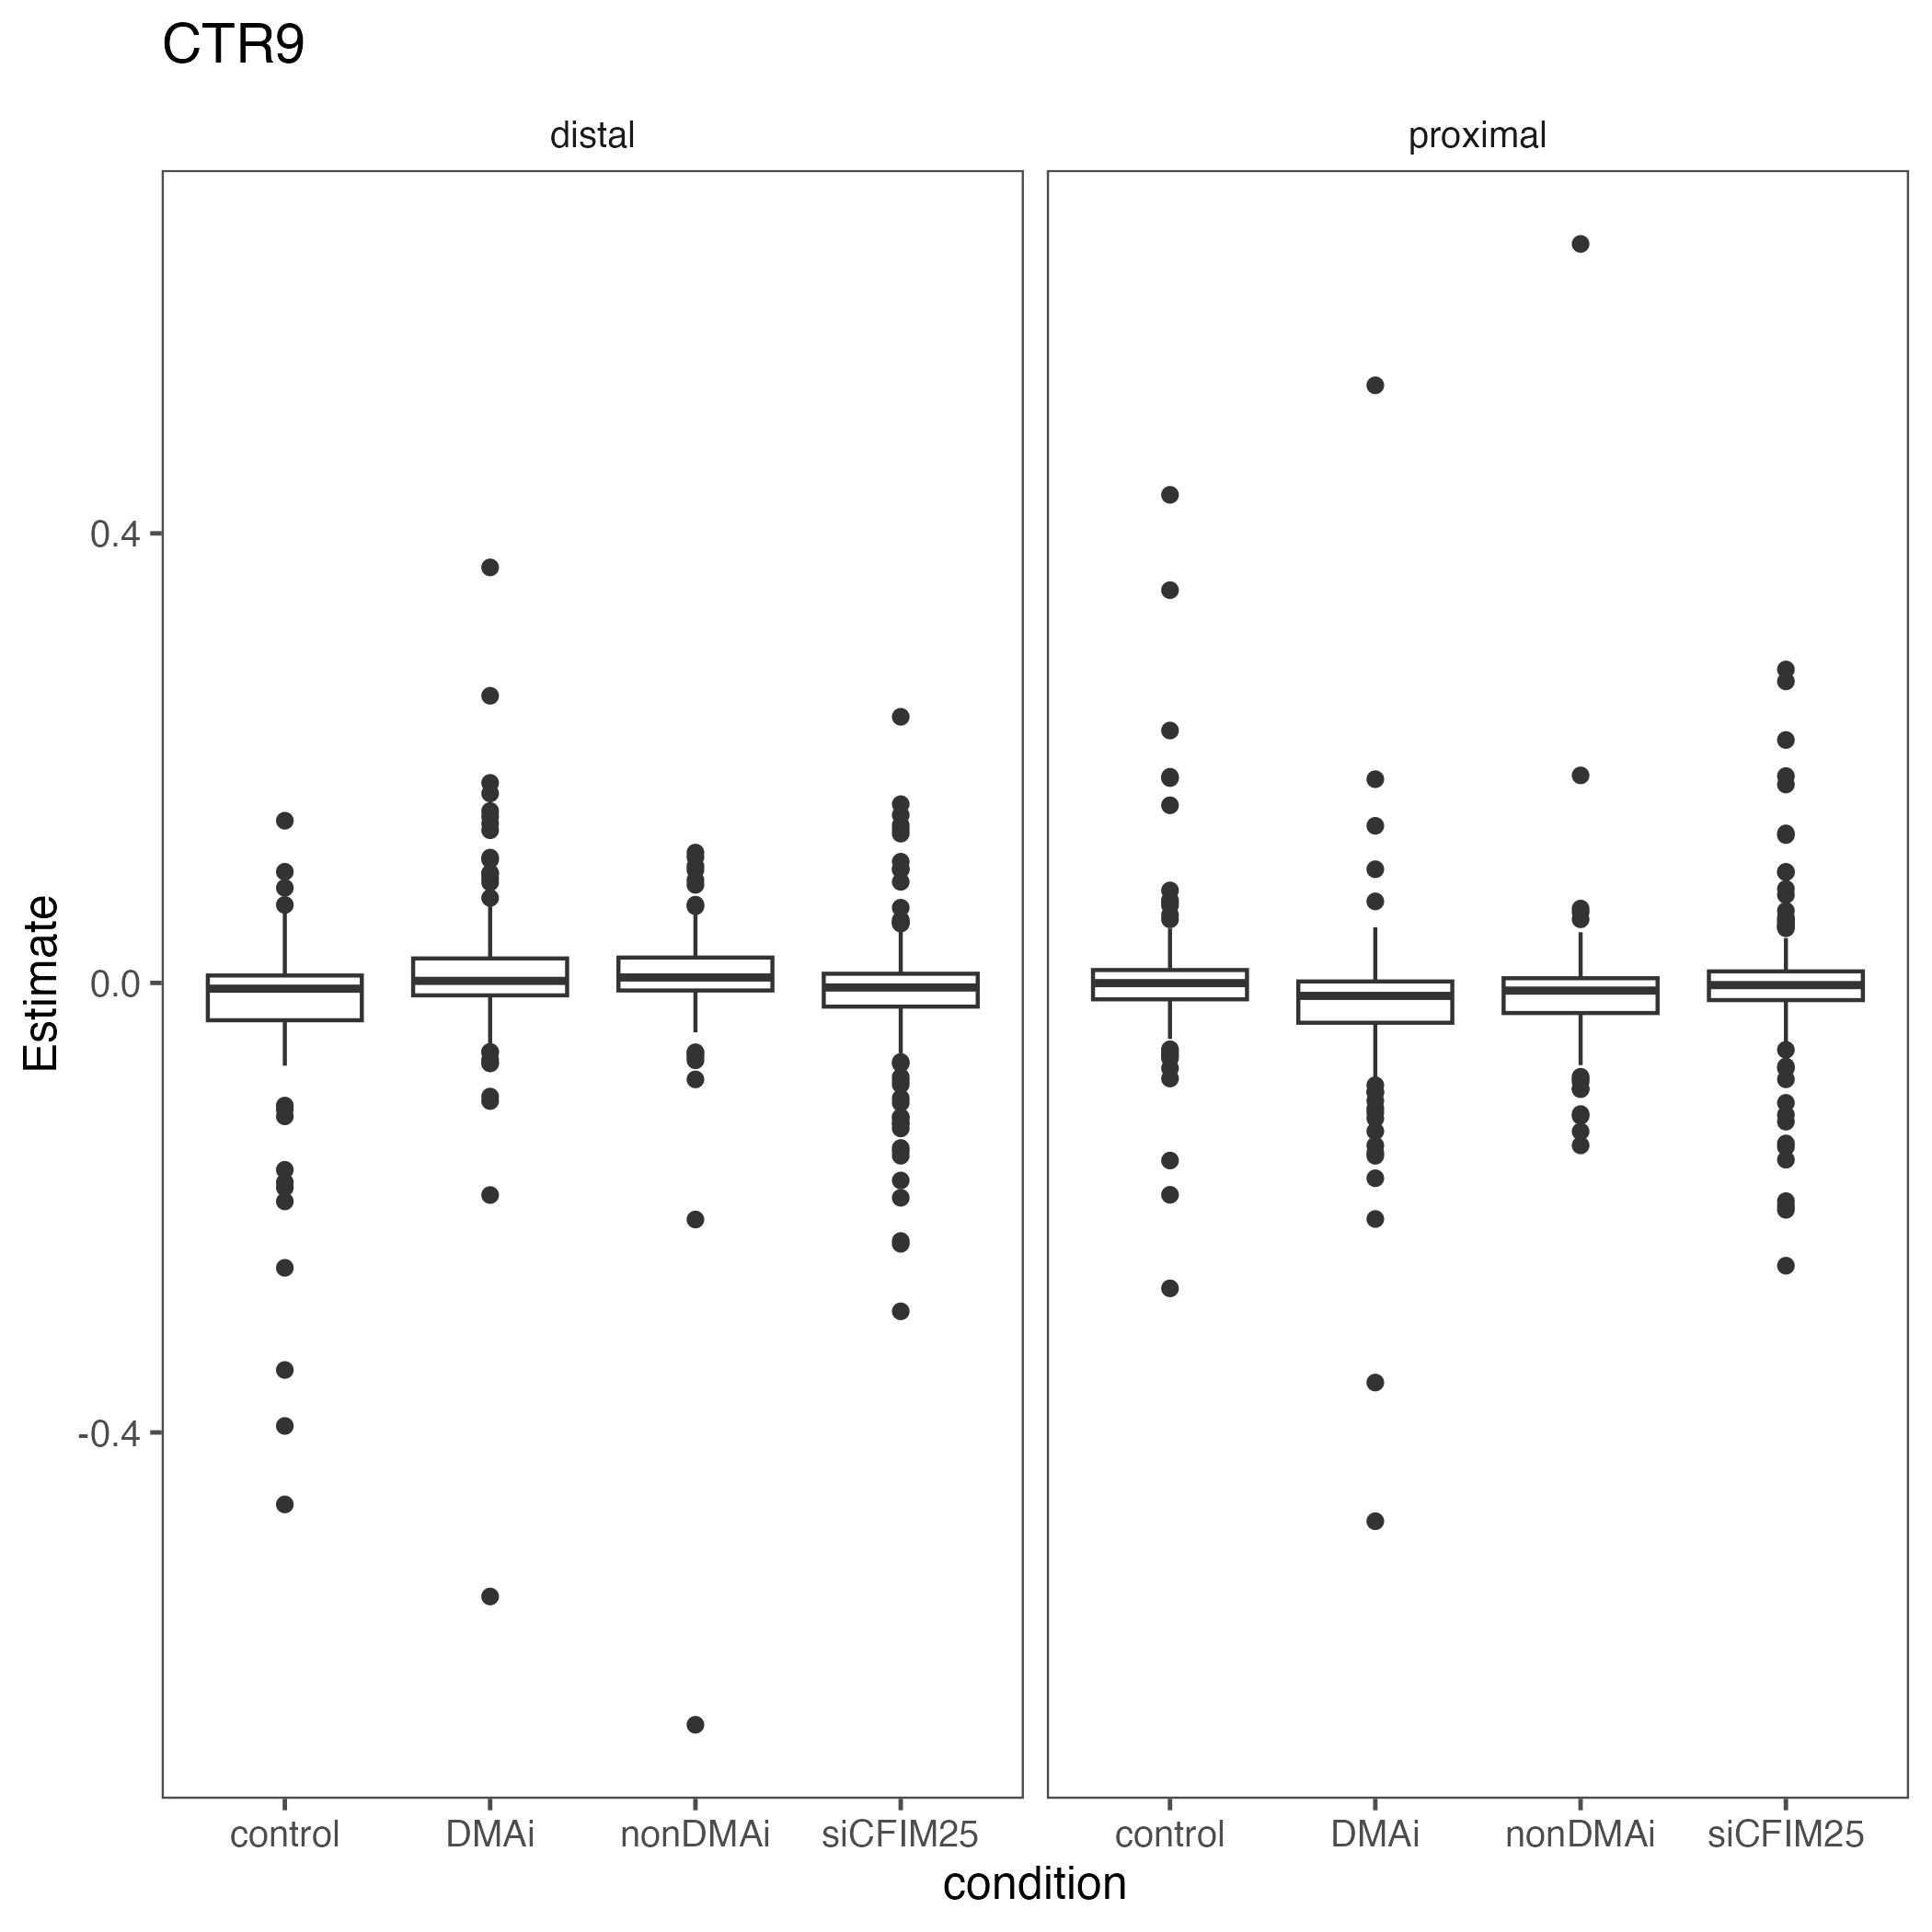 CTR9
distal
proximal
Estimate
0.4
0.0
-0.4
control DMAi nonDMAi siCFIM25
control DMAi nonDMAi siCFIM25
condition